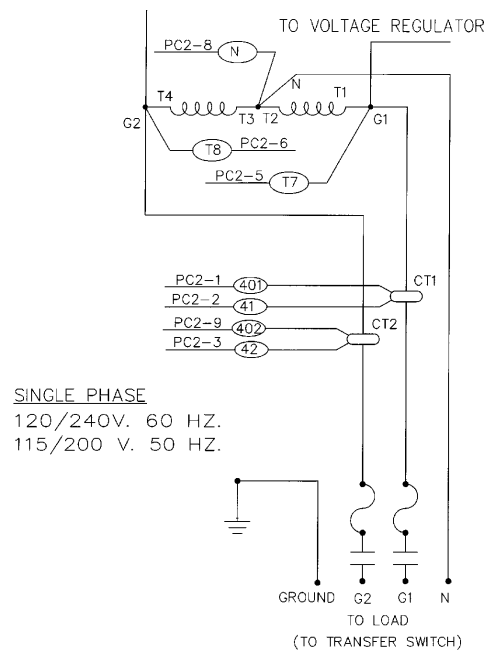 TO VOLTAGE REGULATOR
PC2-8 N
N
T4 T3 T2 T1
G2 G1
T8 PC2-6
PC2-5 T7
PC2-1 401 CT1
PC2-2 41
PC2-9 402 CT2
PC2-3 42
SINGLE PHASE
120/240V. 60 HZ.
115/200 V. 50 HZ.
GROUND G2 G1 N
TO LOAD
(TO TRANSFER SWITCH)